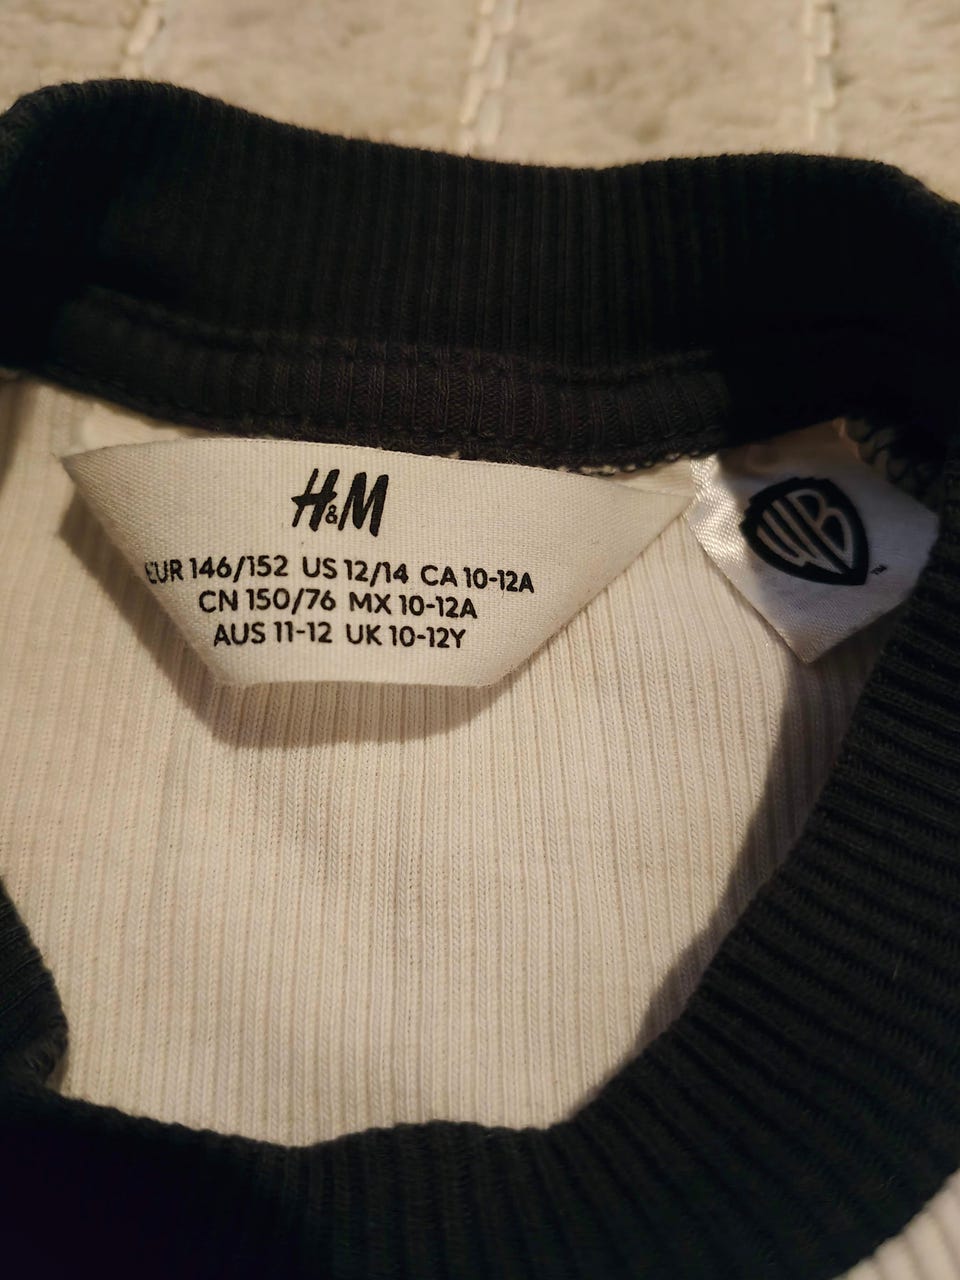 H&M
EUR 146/152 US 12/14 CA 10-12A
CN 150/76 MX 10-12A
AUS 11-12 UK 10-12Y
WB™